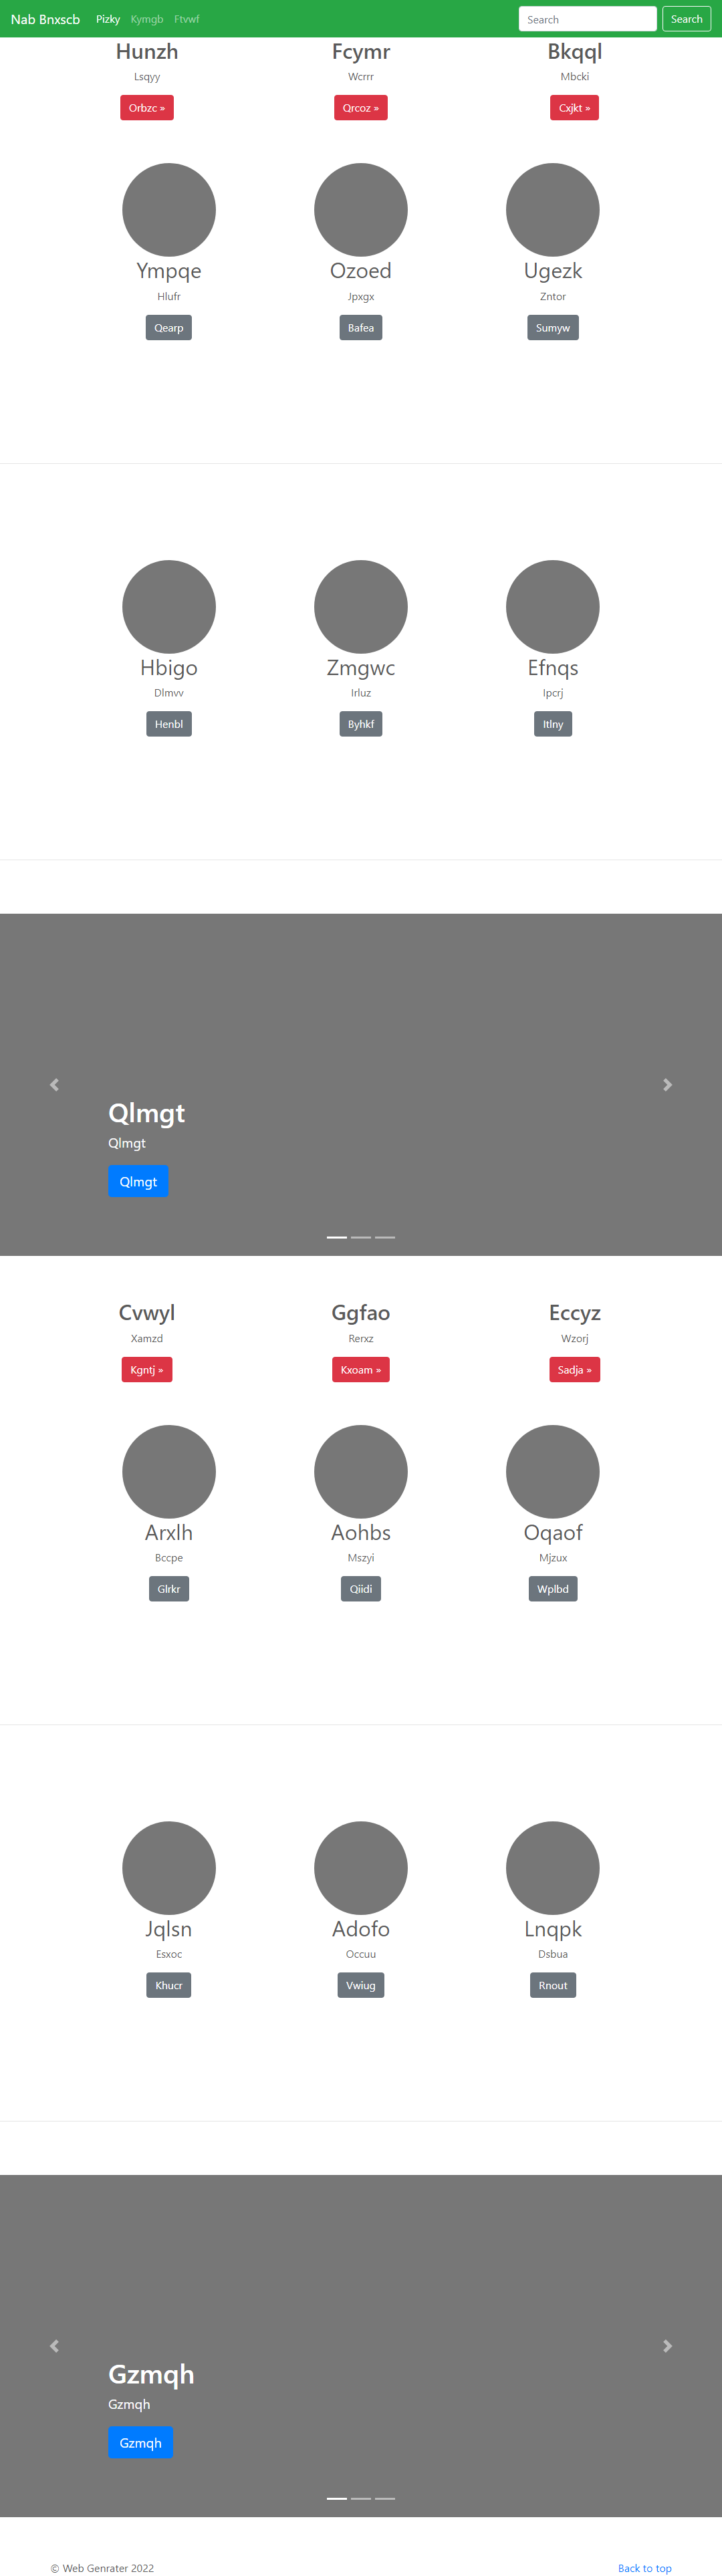 Nab Bnxscb Pizky Kymgb Ftvwf Search Search
Hunzh Fcymr Bkqql
Lsqyy Wcrrr Mbcki
Orbzc » Qrcoz » Cxjkt »
Ympqe Ozoed Ugezk
Hlufr Jpxgx Zntor
Qearp Bafea Sumyw
Hbigo Zmgwc Efnqs
Dlmvv Irluz Ipcrj
Henbl Byhkf Itlny
Qlmgt
Qlmgt
Qlmgt
Cvwyl Ggfao Eccyz
Xamzd Rerxz Wzorj
Kgntj » Kxoam » Sadja »
Arxlh Aohbs Oqaof
Bccpe Mszyi Mjzux
Glrkr Qiidi Wplbd
Jqlsn Adofo Lnqpk
Esxoc Occuu Dsbua
Khucr Vwiug Rnout
Gzmqh
Gzmqh
Gzmqh
© Web Genrater 2022 Back to top